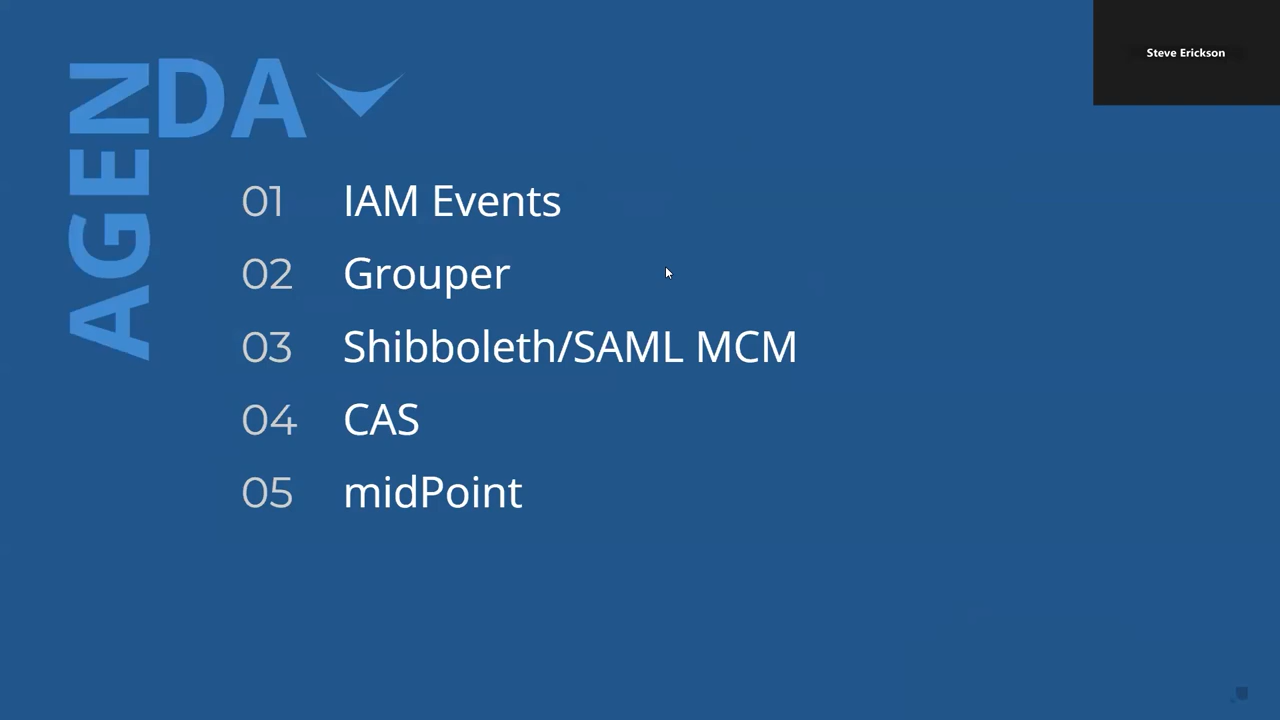 AGENDA
Steve Erickson
01 IAM Events
02 Grouper
03 Shibboleth/SAML MCM
04 CAS
05 midPoint